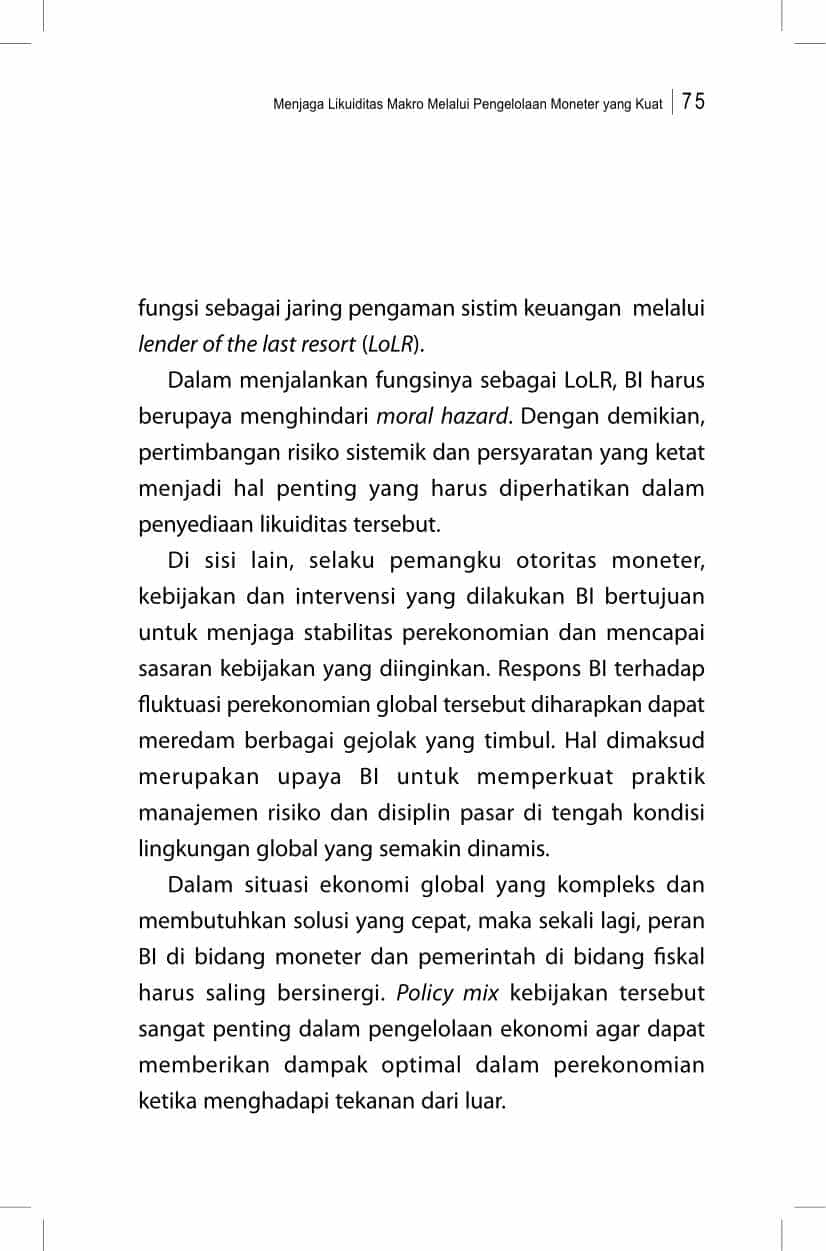 Menjaga Likuiditas Makro Melalui Pengelolaan Moneter yang Kuat 75
fungsi sebagai jaring pengaman sistim keuangan melalui
lender of the last resort (LoLR).
Dalam menjalankan fungsinya sebagai LoLR, BI harus
berupaya menghindari moral hazard. Dengan demikian,
pertimbangan risiko sistemik dan persyaratan yang ketat
menjadi hal penting yang harus diperhatikan dalam
penyediaan likuiditas tersebut.
Di sisi lain, selaku pemangku otoritas moneter,
kebijakan dan intervensi yang dilakukan BI bertujuan
untuk menjaga stabilitas perekonomian dan mencapai
sasaran kebijakan yang diinginkan. Respons BI terhadap
fluktuasi perekonomian global tersebut diharapkan dapat
meredam berbagai gejolak yang timbul. Hal dimaksud
merupakan upaya BI untuk memperkuat praktik
manajemen risiko dan disiplin pasar di tengah kondisi
lingkungan global yang semakin dinamis.
Dalam situasi ekonomi global yang kompleks dan
membutuhkan solusi yang cepat, maka sekali lagi, peran
BI di bidang moneter dan pemerintah di bidang fiskal
harus saling bersinergi. Policy mix kebijakan tersebut
sangat penting dalam pengelolaan ekonomi agar dapat
memberikan dampak optimal dalam perekonomian
ketika menghadapi tekanan dari luar.